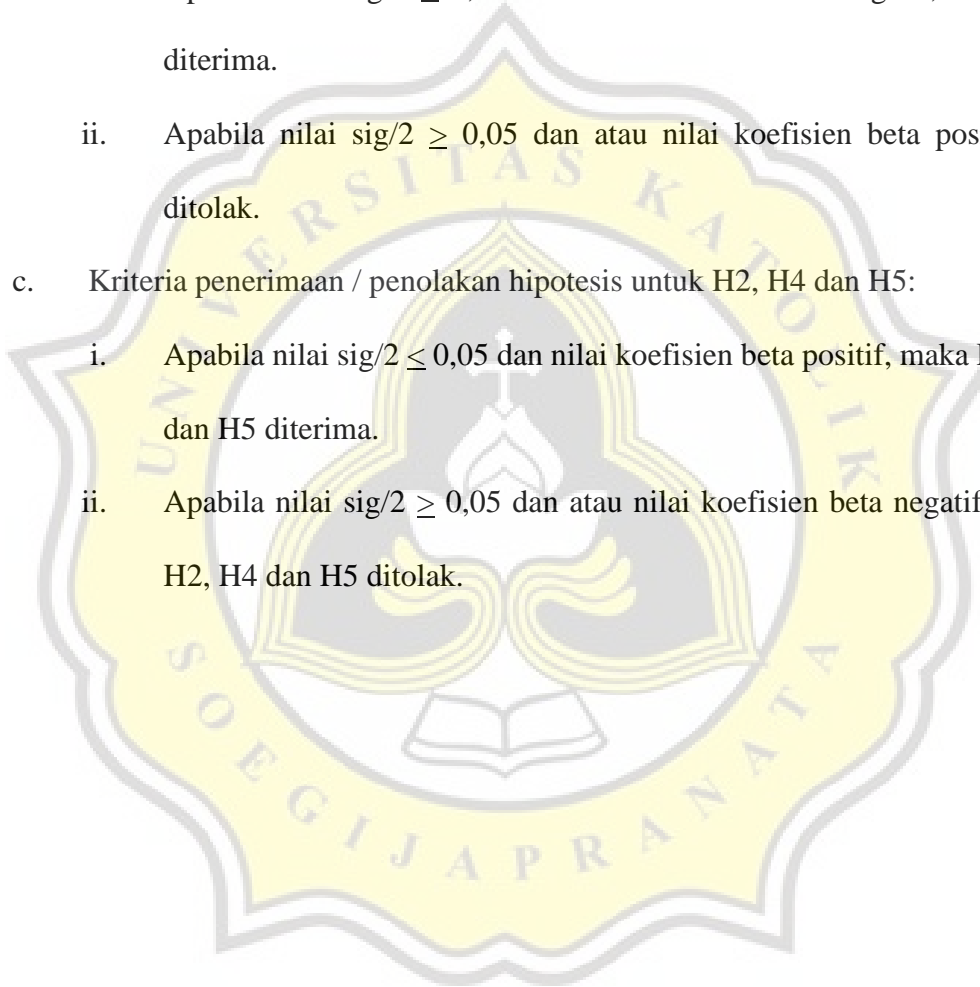 diterima.
ii. Apabila nilai sig/2 ≥ 0,05 dan atau nilai koefisien beta pos
ditolak.
c. Kriteria penerimaan / penolakan hipotesis untuk H2, H4 dan H5:
i. Apabila nilai sig/2 ≤ 0,05 dan nilai koefisien beta positif, maka
dan H5 diterima.
ii. Apabila nilai sig/2 ≥ 0,05 dan atau nilai koefisien beta negatif
H2, H4 dan H5 ditolak.
UNIVERSITAS KATOLIK
SOEGIJAPRANATA